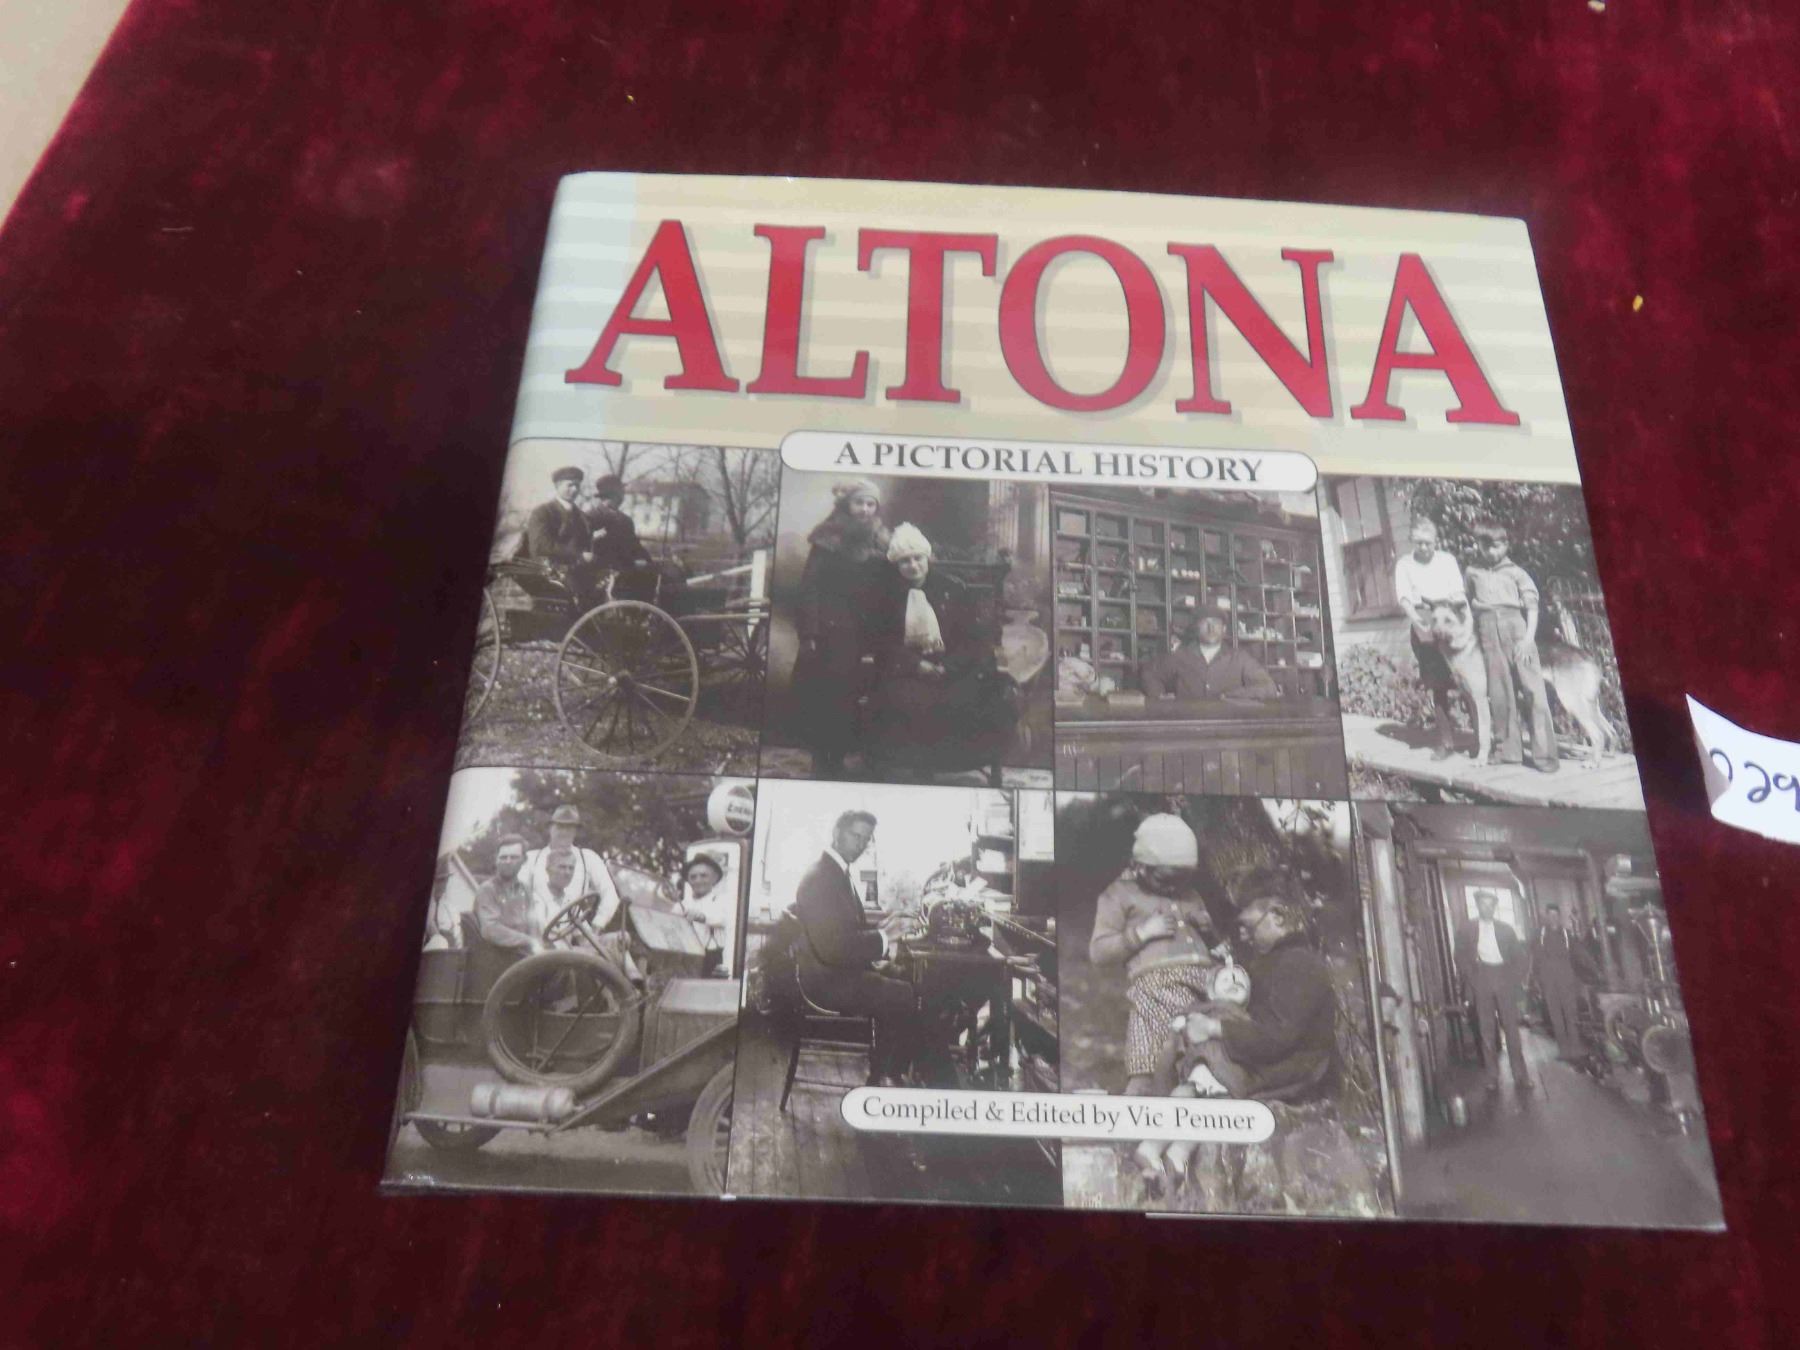 ALTONA
A PICTORIAL HISTORY
Compiled & Edited by Vic Penner